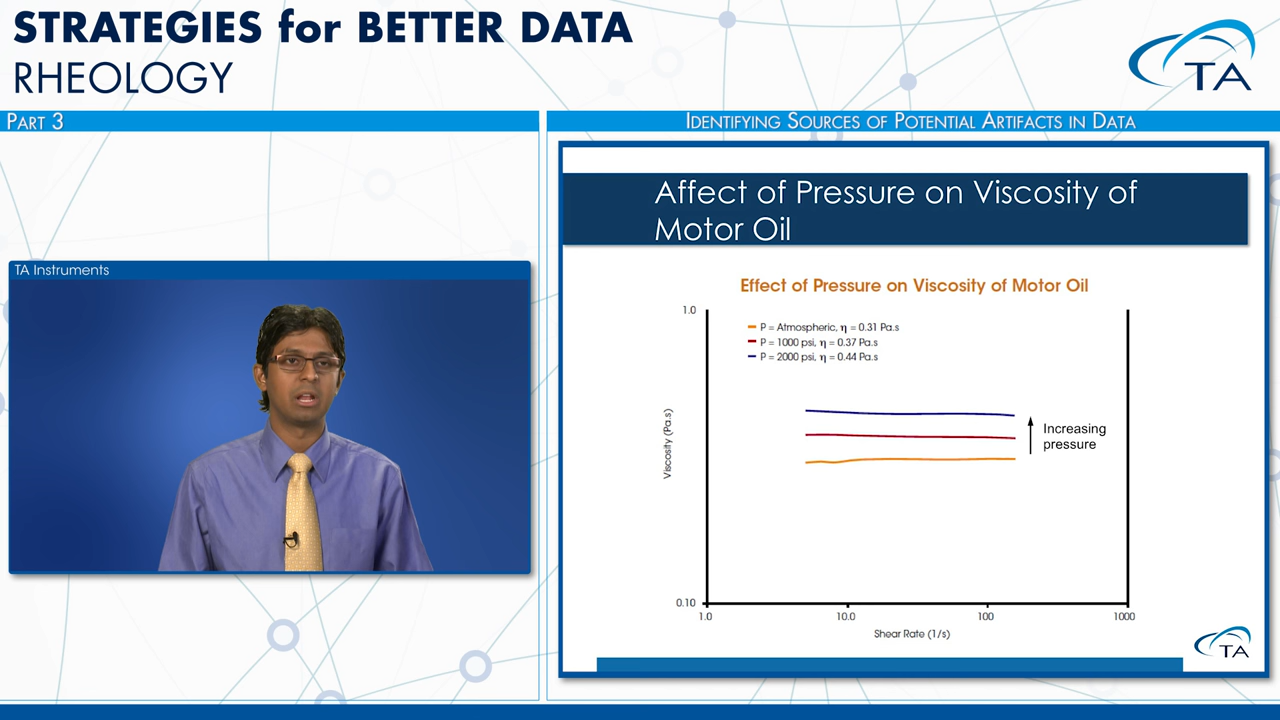 STRATEGIES for BETTER DATA
RHEOLOGY
TA
PART 3
IDENTIFYING SOURCES OF POTENTIAL ARTIFACTS IN DATA
TA Instruments
Affect of Pressure on Viscosity of
Motor Oil
Effect of Pressure on Viscosity of Motor Oil
1.0
P = Atmospheric, η = 0.31 Pa.s
P = 1000 psi, η = 0.37 Pa.s
P = 2000 psi, η = 0.44 Pa.s
Viscosity (Pa.s)
Increasing
pressure
0.10
1.0 10.0 100 1000
Shear Rate (1/s)
TA